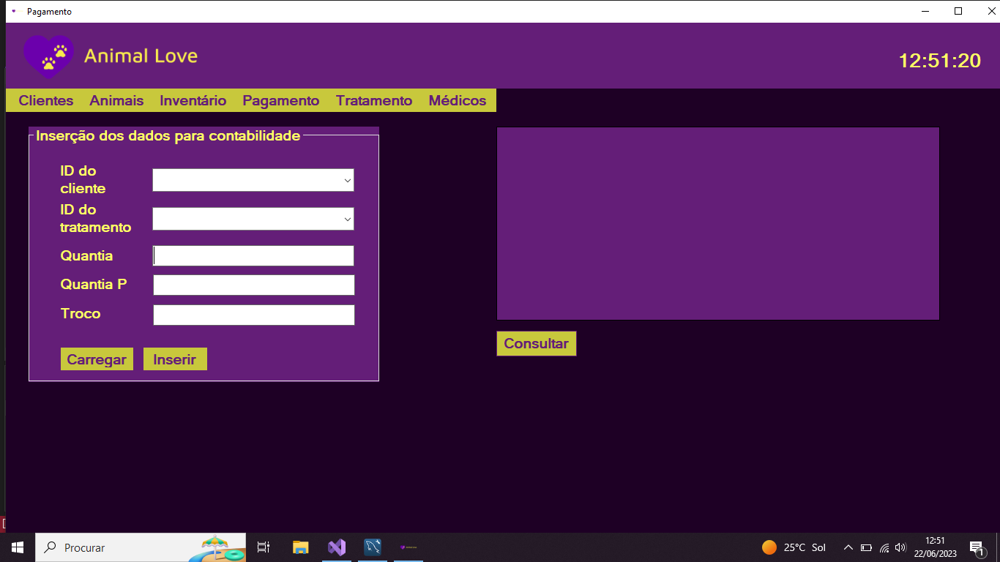 Pagamento
Animal Love
12:51:20
Clientes Animais Inventário Pagamento Tratamento Médicos
Inserção dos dados para contabilidade
ID do
cliente
ID do
tratamento
Quantia
Quantia P
Troco
Carregar Inserir
Consultar
Procurar
25°C Sol
12:51
22/06/2023
1